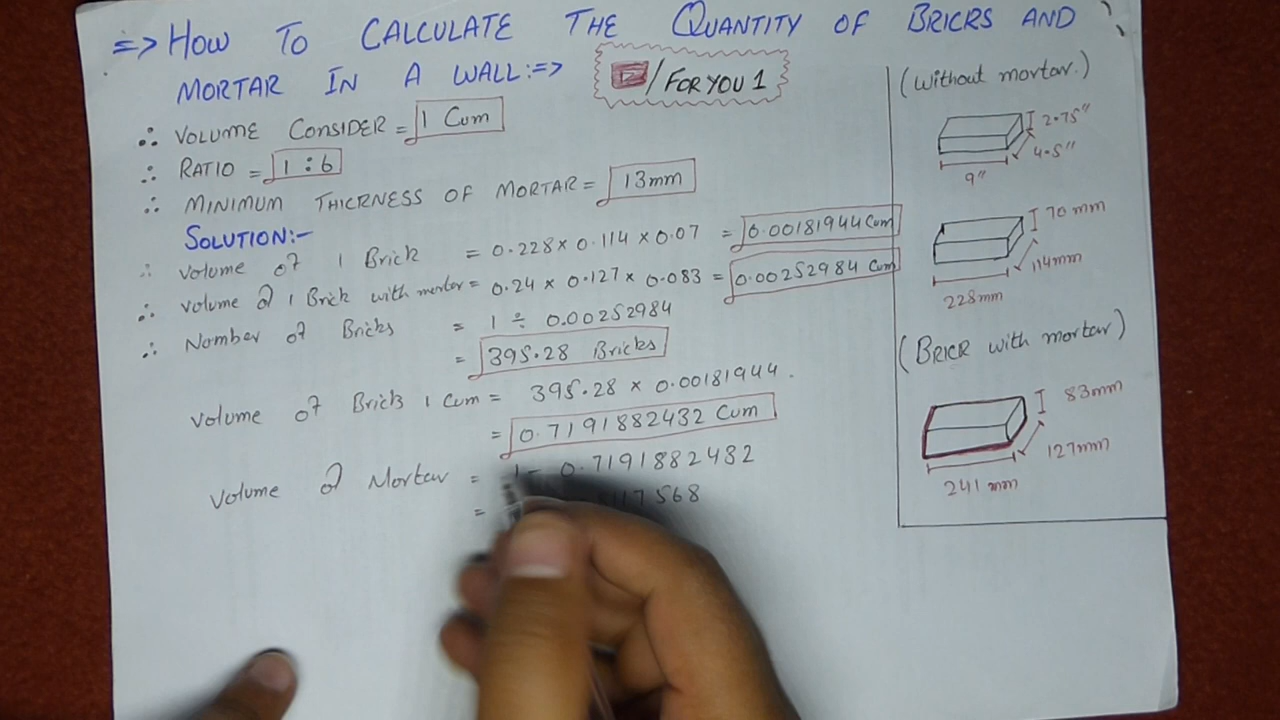 => HOW TO CALCULATE THE QUANTITY OF BRICKS AND
MORTAR IN A WALL:=>
/FOR YOU 1
∴ VOLUME CONSIDER = 1 Cum
∴ RATIO = 1:6
∴ MINIMUM THICKNESS OF MORTAR = 13mm
SOLUTION:-
∴ Volume of 1 Brick = 0.228 x 0.114 x 0.07 = 0.00181944 Cum
∴ Volume of 1 Brick with mortar = 0.24 x 0.127 x 0.083 = 0.00252984 Cum
∴ Number of Bricks = 1 ÷ 0.00252984
= 395.28 Bricks
Volume of Bricks 1 Cum = 395.28 x 0.00181944.
= 0.7191882432 Cum
Volume of Mortar = 1 - 0.7191882432
= 117568
(Without mortar.)
2.75"
4.5"
9"
70 mm
114mm
228mm
(BRICK with mortar)
83mm
127mm
241 mm